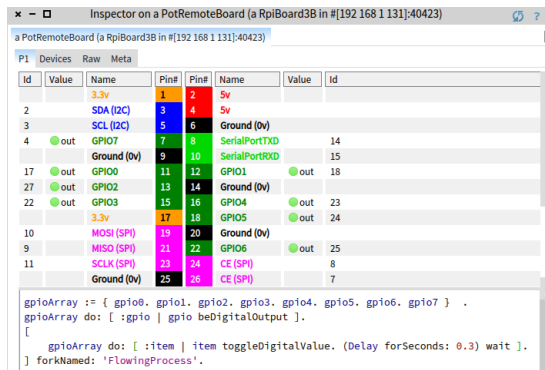 Inspector on a PotRemoteBoard (a RpiBoard3B in #[192 168 1 131]:40423)
?
a PotRemoteBoard (a RpiBoard3B in #[192 168 1 131]:40423)
P1 Devices Raw Meta
Id Value Name Pin# Pin# Name Value Id
3.3v 1 2 5v
2 SDA (I2C) 3 4 5v
3 SCL (I2C) 5 6 Ground (0v)
4 out GPIO7 7 8 SerialPortTXD 14
Ground (0v) 9 10 SerialPortRXD 15
17 out GPIO0 11 12 GPIO1 out 18
27 out GPIO2 13 14 Ground (0v)
22 out GPIO3 15 16 GPIO4 out 23
3.3v 17 18 GPIO5 out 24
10 MOSI (SPI) 19 20 Ground (0v)
9 MISO (SPI) 21 22 GPIO6 out 25
11 SCLK (SPI) 23 24 CE (SPI) 8
Ground (0v) 25 26 CE (SPI) 7
gpioArray := { gpio0. gpio1. gpio2. gpio3. gpio4. gpio5. gpio6. gpio7 } .
gpioArray do: [ :gpio | gpio beDigitalOutput ].
[
gpioArray do: [ :item | item toggleDigitalValue. (Delay forSeconds: 0.3) wait ].
] forkNamed: 'FlowingProcess'.